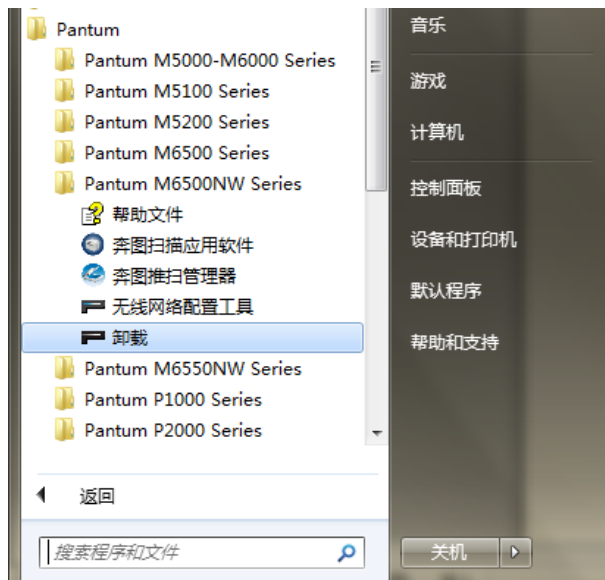 Pantum
Pantum M5000-M6000 Series
Pantum M5100 Series
Pantum M5200 Series
Pantum M6500 Series
Pantum M6500NW Series
帮助文件
奔图扫描应用软件
奔图推扫管理器
无线网络配置工具
卸载
Pantum M6550NW Series
Pantum P1000 Series
Pantum P2000 Series
返回
搜索程序和文件
音乐
游戏
计算机
控制面板
设备和打印机
默认程序
帮助和支持
关机